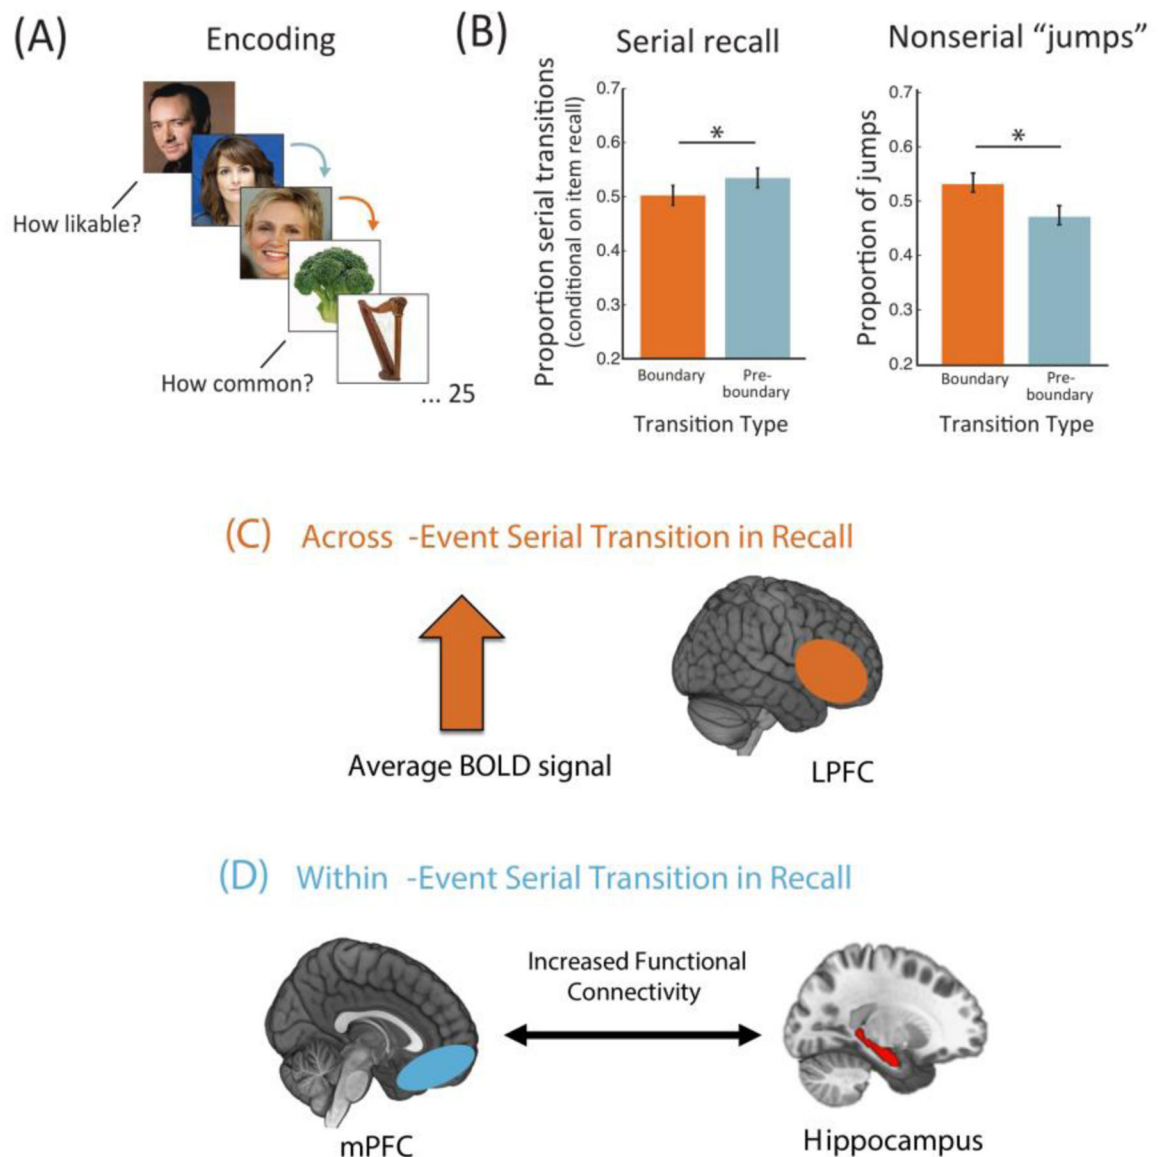 (A)
Encoding
How likable?
How common?
... 25
(B)
Serial recall
Proportion serial transitions
(conditional on item recall)
0.7
0.6
0.5
0.4
0.3
0.2
*
Boundary
Pre-
boundary
Transition Type
Nonserial “jumps”
Proportion of jumps
0.7
0.6
0.5
0.4
0.3
0.2
*
Boundary
Pre-
boundary
Transition Type
(C) Across -Event Serial Transition in Recall
Average BOLD signal
LPFC
(D) Within -Event Serial Transition in Recall
Increased Functional
Connectivity
mPFC
Hippocampus